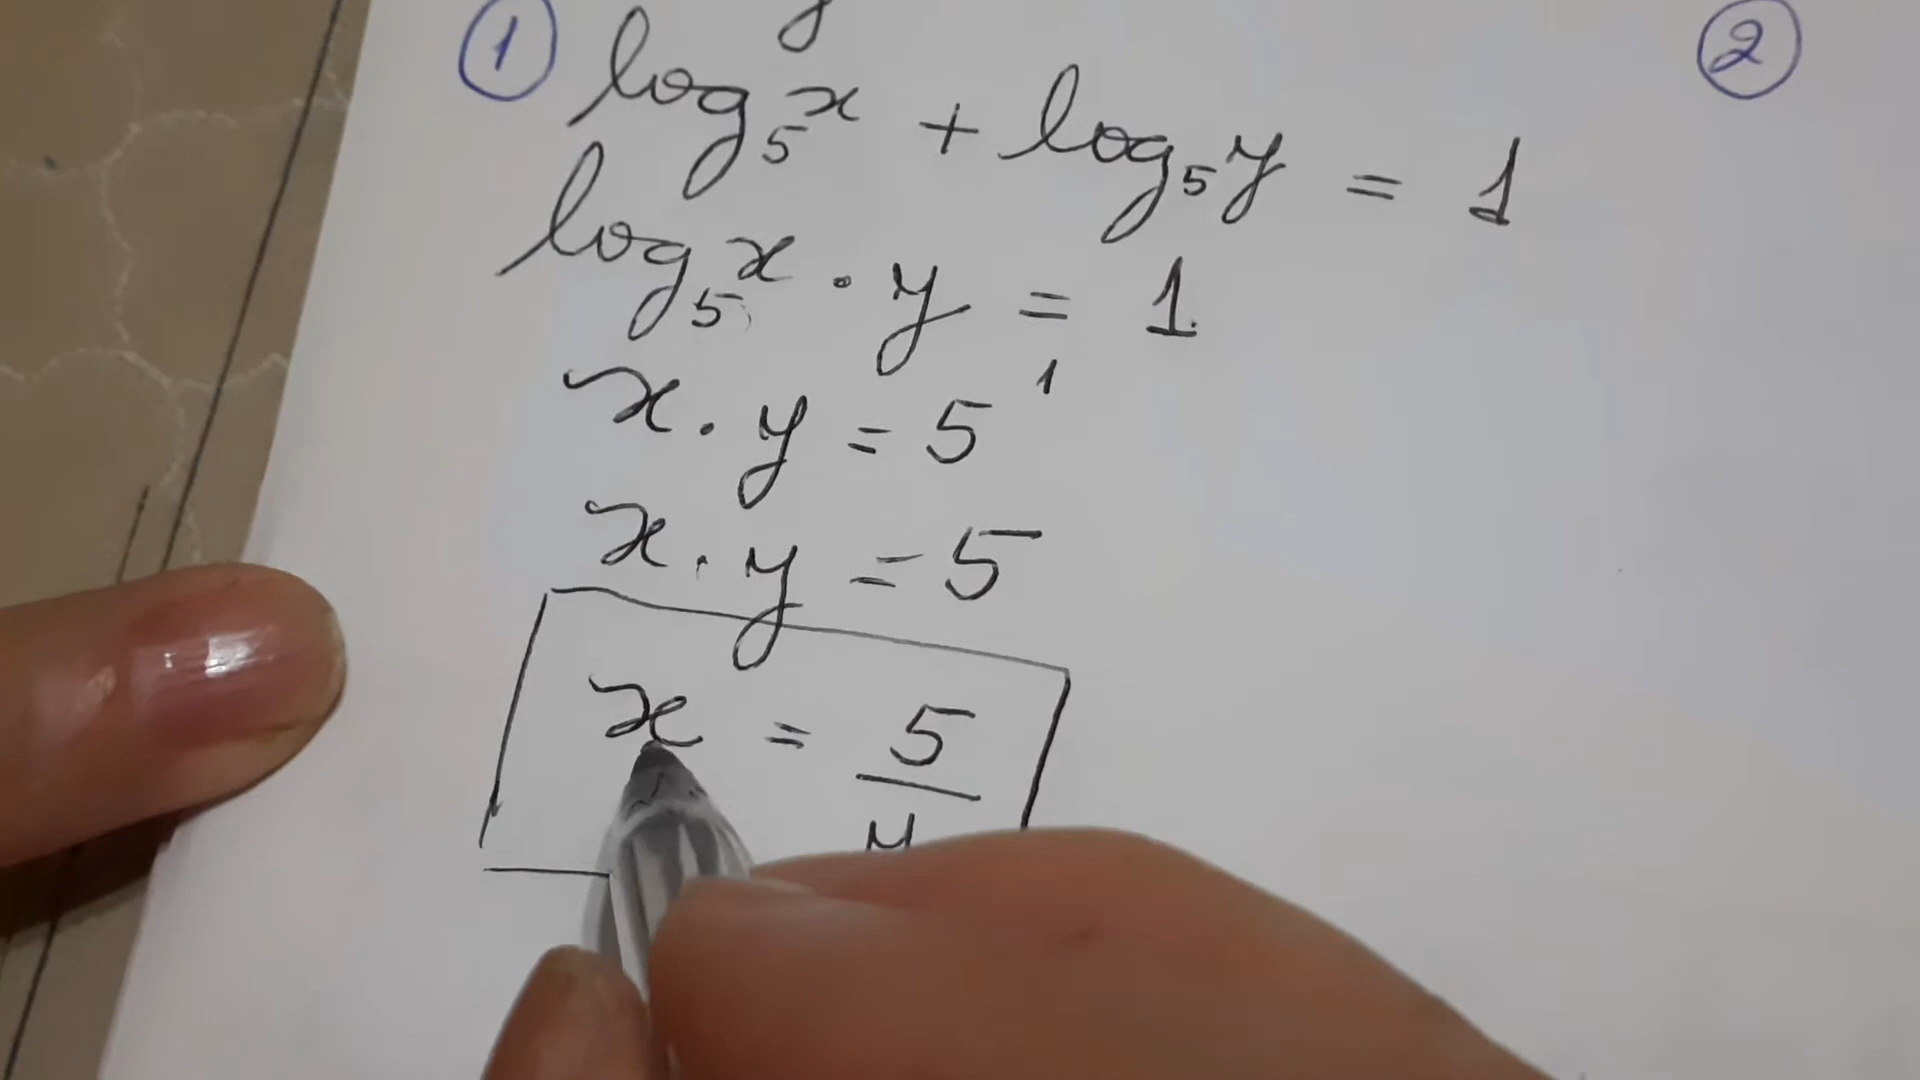 ① log₅x + log₅y = 1
②
log₅x · y = 1
x · y = 5¹
x · y = 5
x = 5/y